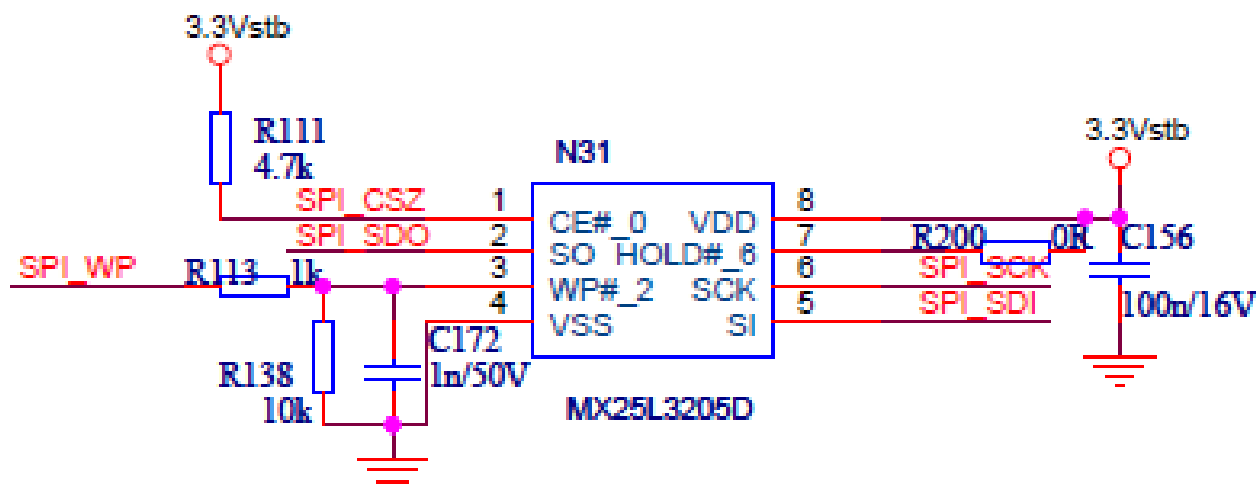 3.3Vstb
R111
4.7k
N31
3.3Vstb
SPI_CSZ 1 CE#_0 VDD 8
SPI_SDO 2 SO HOLD#_6 7 R200 0R C156
SPI_WP R113 1k 3 WP#_2 SCK 6 SPI_SCK
4 VSS SI 5 SPI_SDI 100n/16V
C172
R138 1n/50V
10k
MX25L3205D